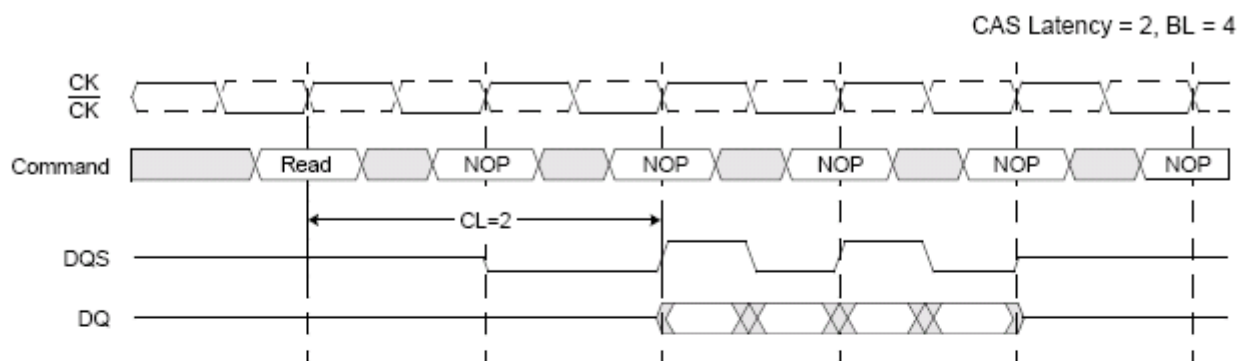 CAS Latency = 2, BL = 4
CK
CK
Command Read NOP NOP NOP NOP NOP
CL=2
DQS
DQ